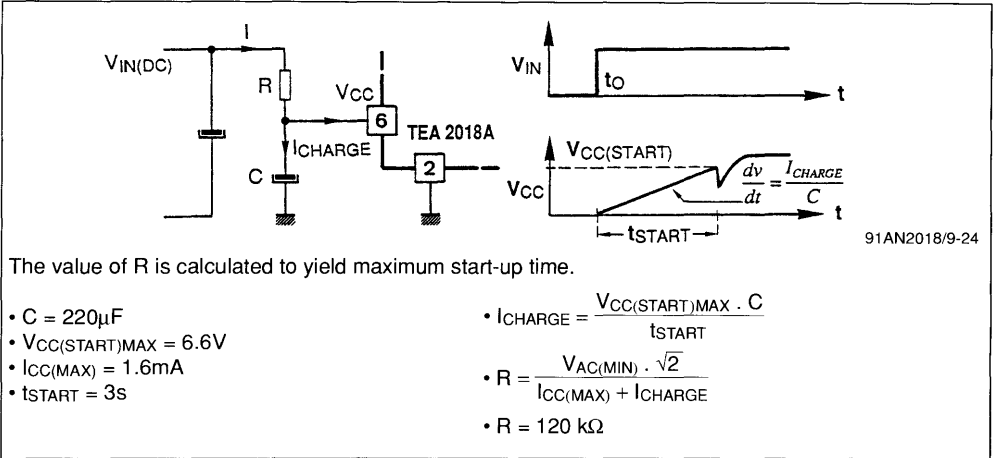 I
VIN(DC)
R
VCC
6
TEA 2018A
ICHARGE
C
2
VIN
tO
t
VCC(START)
VCC
dv/dt = ICHARGE/C
t
tSTART
91AN2018/9-24
The value of R is calculated to yield maximum start-up time.
• C = 220µF
• VCC(START)MAX = 6.6V
• ICC(MAX) = 1.6mA
• tSTART = 3s
• ICHARGE = VCC(START)MAX . C / tSTART
• R = VAC(MIN) . √2 / ICC(MAX) + ICHARGE
• R = 120 kΩ